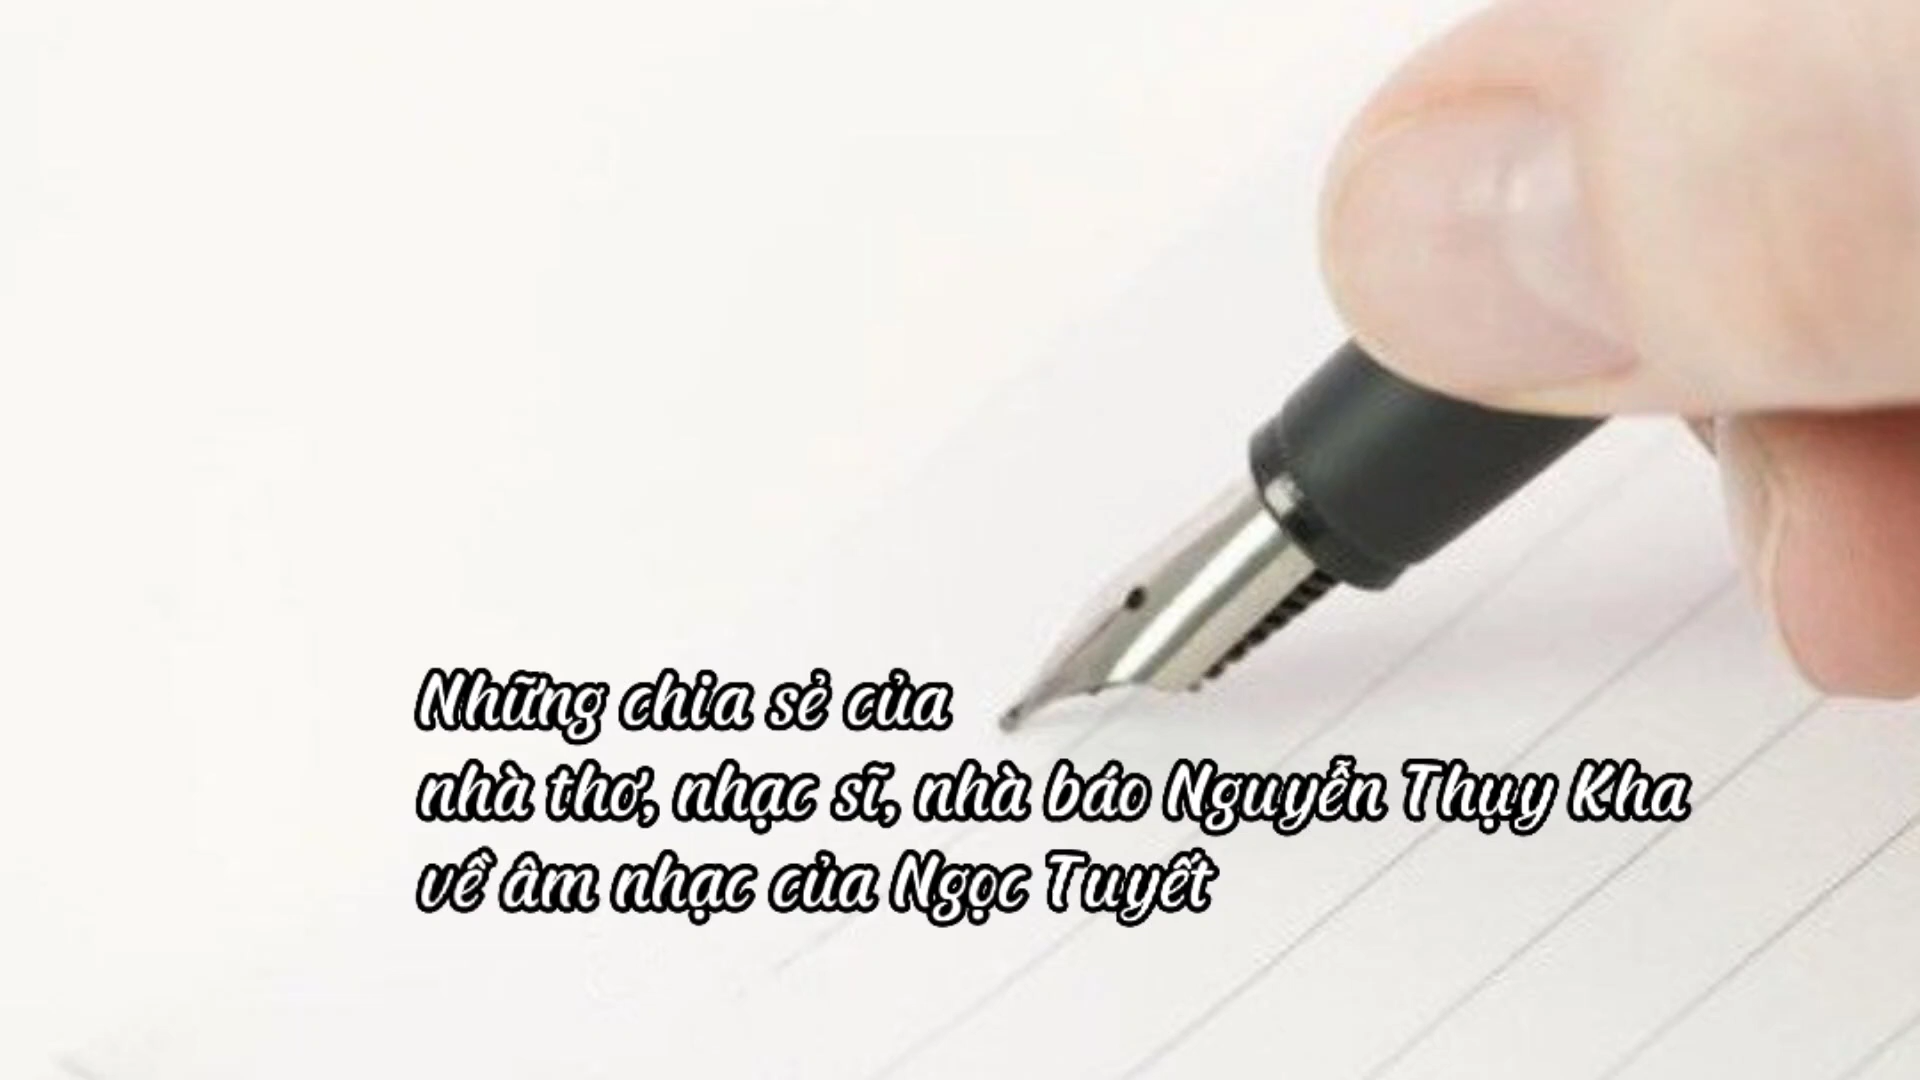 Những chia sẻ của
nhà thơ, nhạc sĩ, nhà báo Nguyễn Thụy Kha
về âm nhạc của Ngọc Tuyết